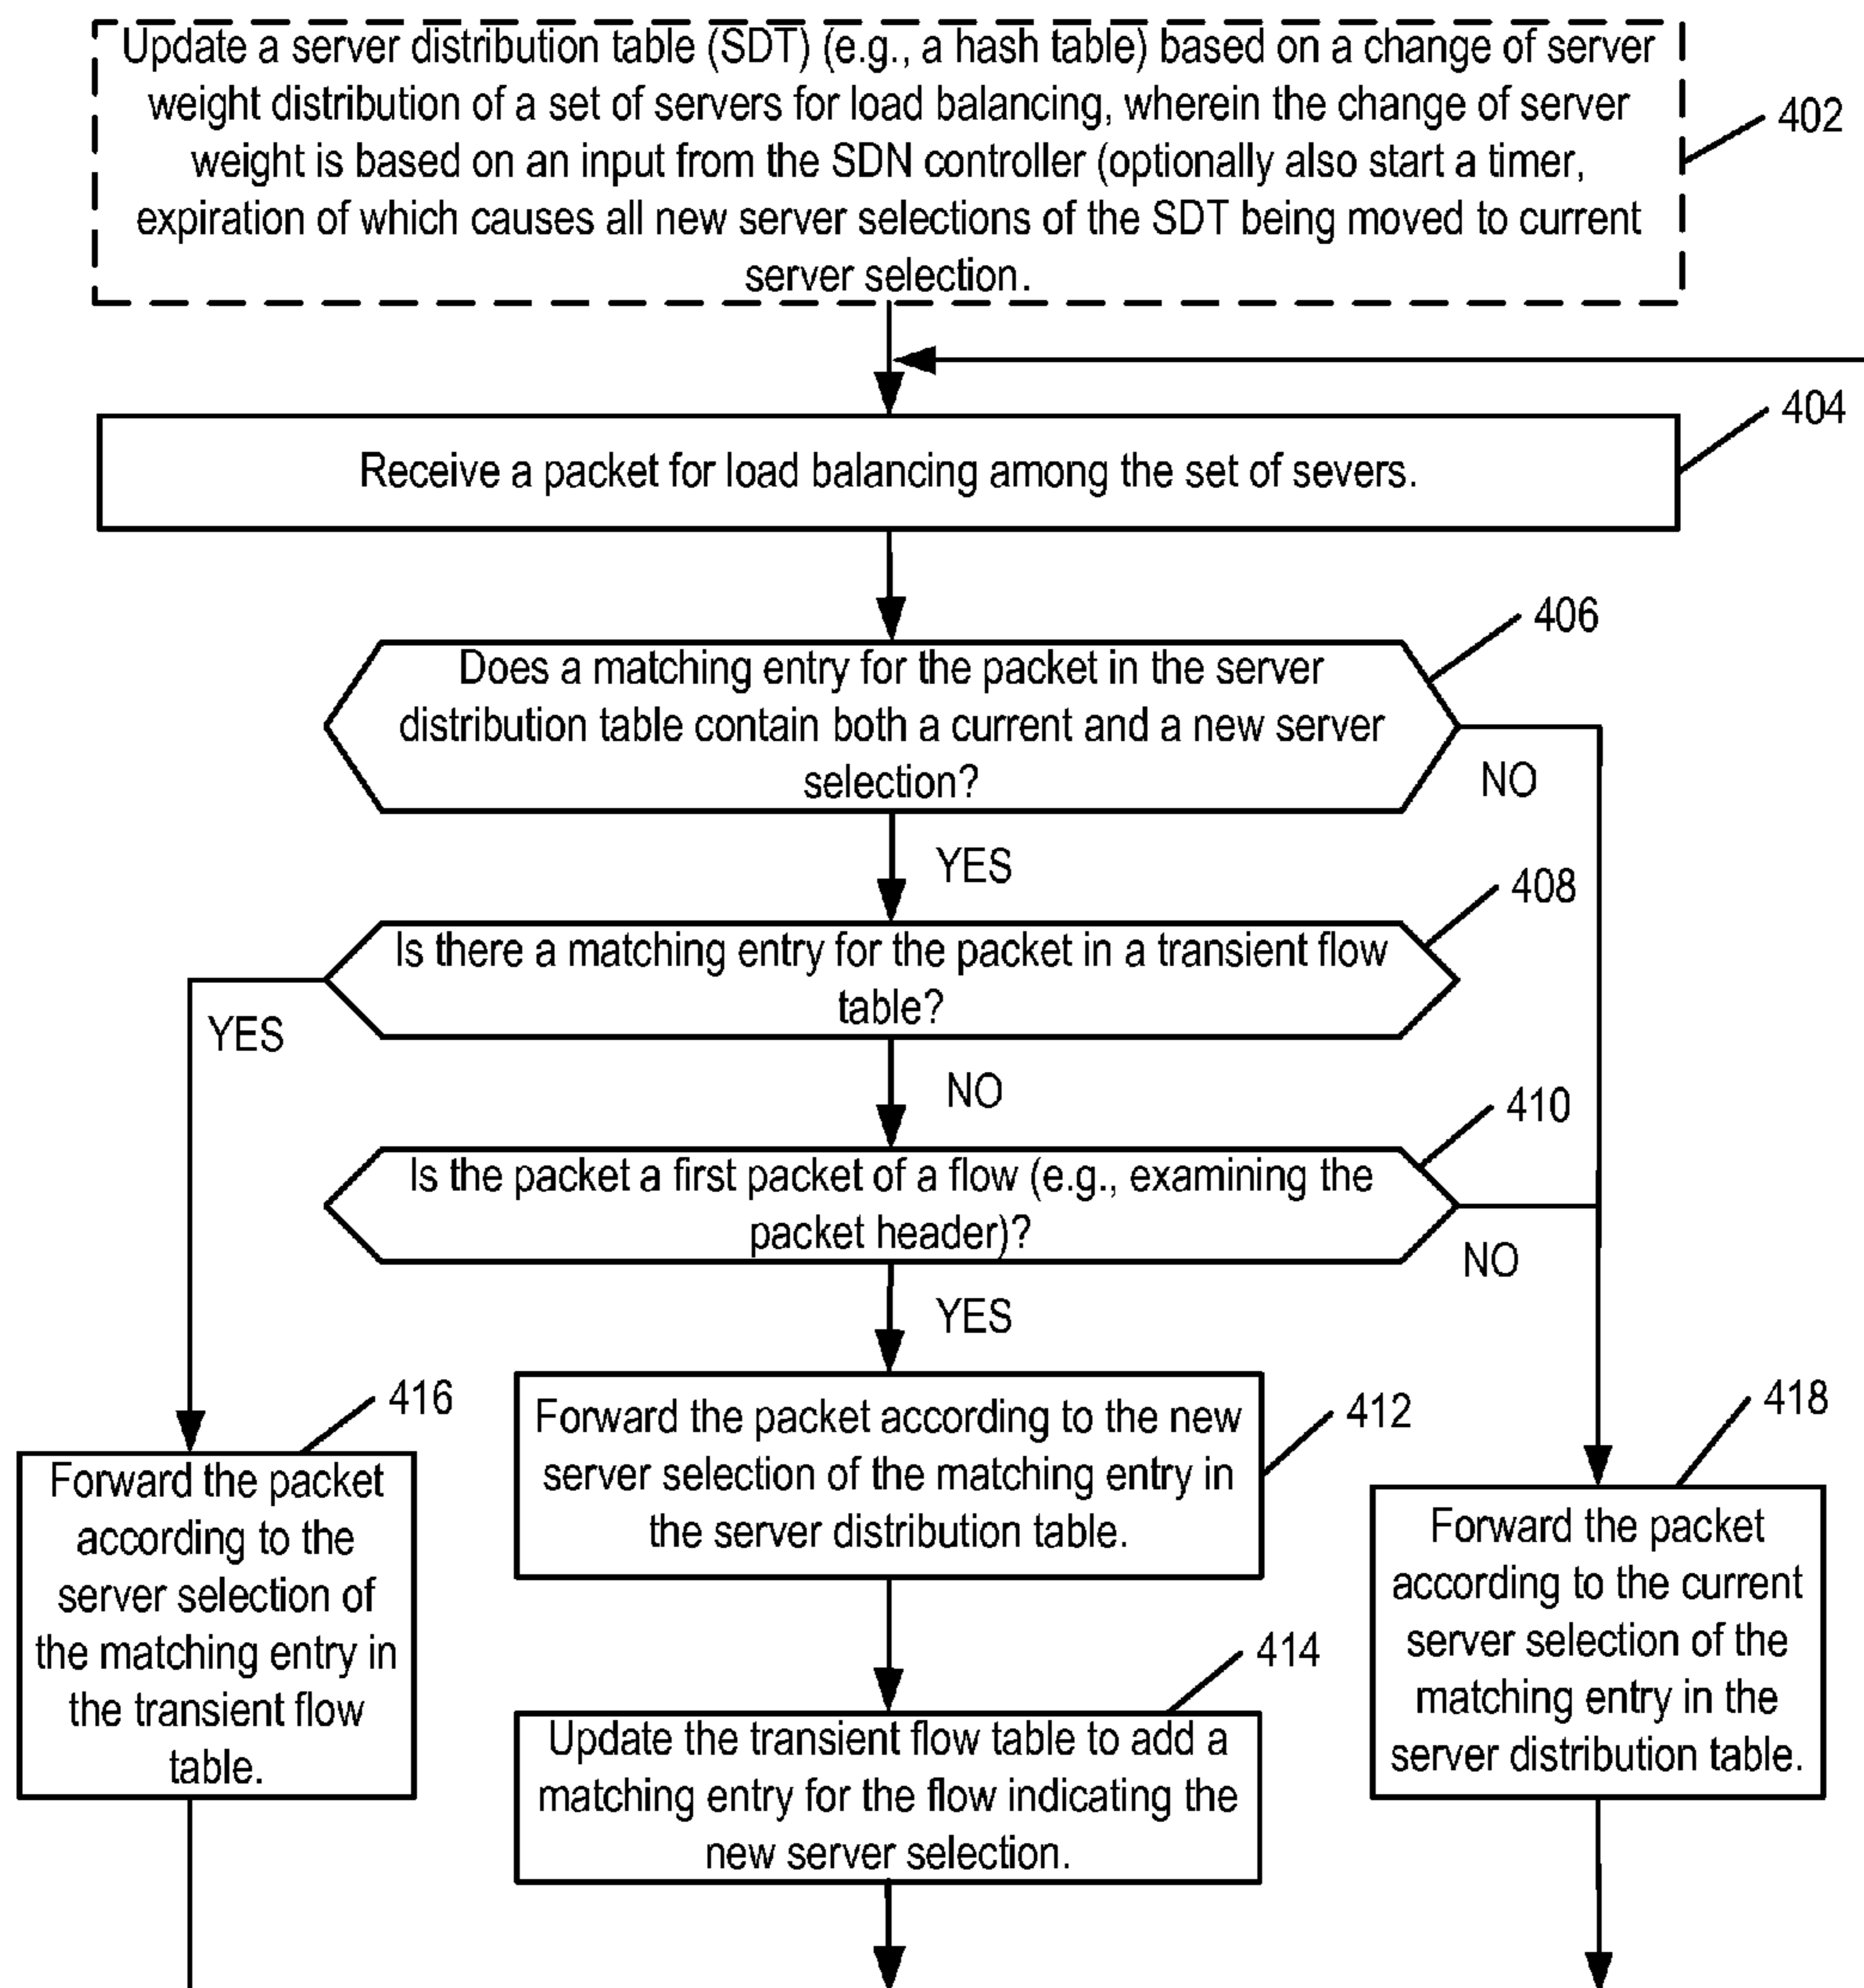 Update a server distribution table (SDT) (e.g., a hash table) based on a change of server
weight distribution of a set of servers for load balancing, wherein the change of server
weight is based on an input from the SDN controller (optionally also start a timer,
expiration of which causes all new server selections of the SDT being moved to current
server selection.
402
404
Receive a packet for load balancing among the set of severs.
406
Does a matching entry for the packet in the server
distribution table contain both a current and a new server
selection?
NO
YES
408
Is there a matching entry for the packet in a transient flow
table?
YES
NO
410
Is the packet a first packet of a flow (e.g., examining the
packet header)?
NO
YES
416
Forward the packet
according to the
server selection of
the matching entry in
the transient flow
table.
412
Forward the packet according to the new
server selection of the matching entry in
the server distribution table.
418
Forward the packet
according to the current
server selection of the
matching entry in the
server distribution table.
414
Update the transient flow table to add a
matching entry for the flow indicating the
new server selection.